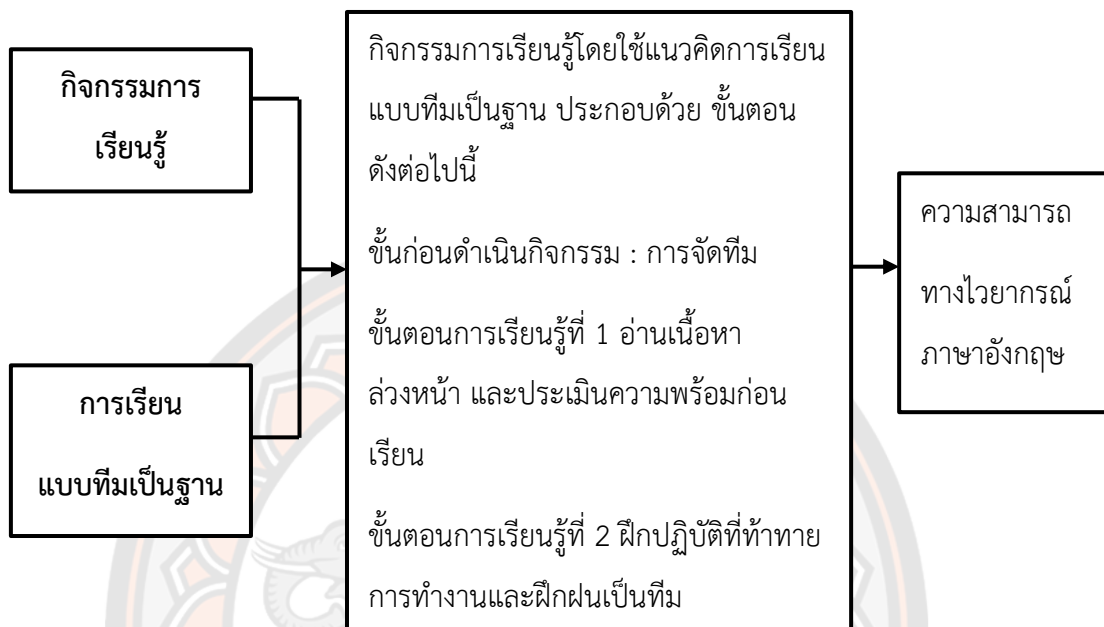 กิจกรรมการ
เรียนรู้
การเรียน
แบบทีมเป็นฐาน
กิจกรรมการเรียนรู้โดยใช้แนวคิดการเรียน
แบบทีมเป็นฐาน ประกอบด้วย ขั้นตอน
ดังต่อไปนี้
ขั้นก่อนดำเนินกิจกรรม : การจัดทีม
ขั้นตอนการเรียนรู้ที่ 1 อ่านเนื้อหา
ล่วงหน้า และประเมินความพร้อมก่อน
เรียน
ขั้นตอนการเรียนรู้ที่ 2 ฝึกปฏิบัติที่ท้าทาย
การทำงานและฝึกฝนเป็นทีม
ความสามารถ
ทางไวยากรณ์
ภาษาอังกฤษ